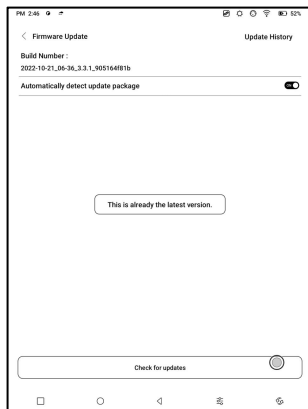 PM 2:46 52%
Firmware Update Update History
Build Number :
2022-10-21_06-36_3.3.1_905164f81b
Automatically detect update package ON
This is already the latest version.
Check for updates